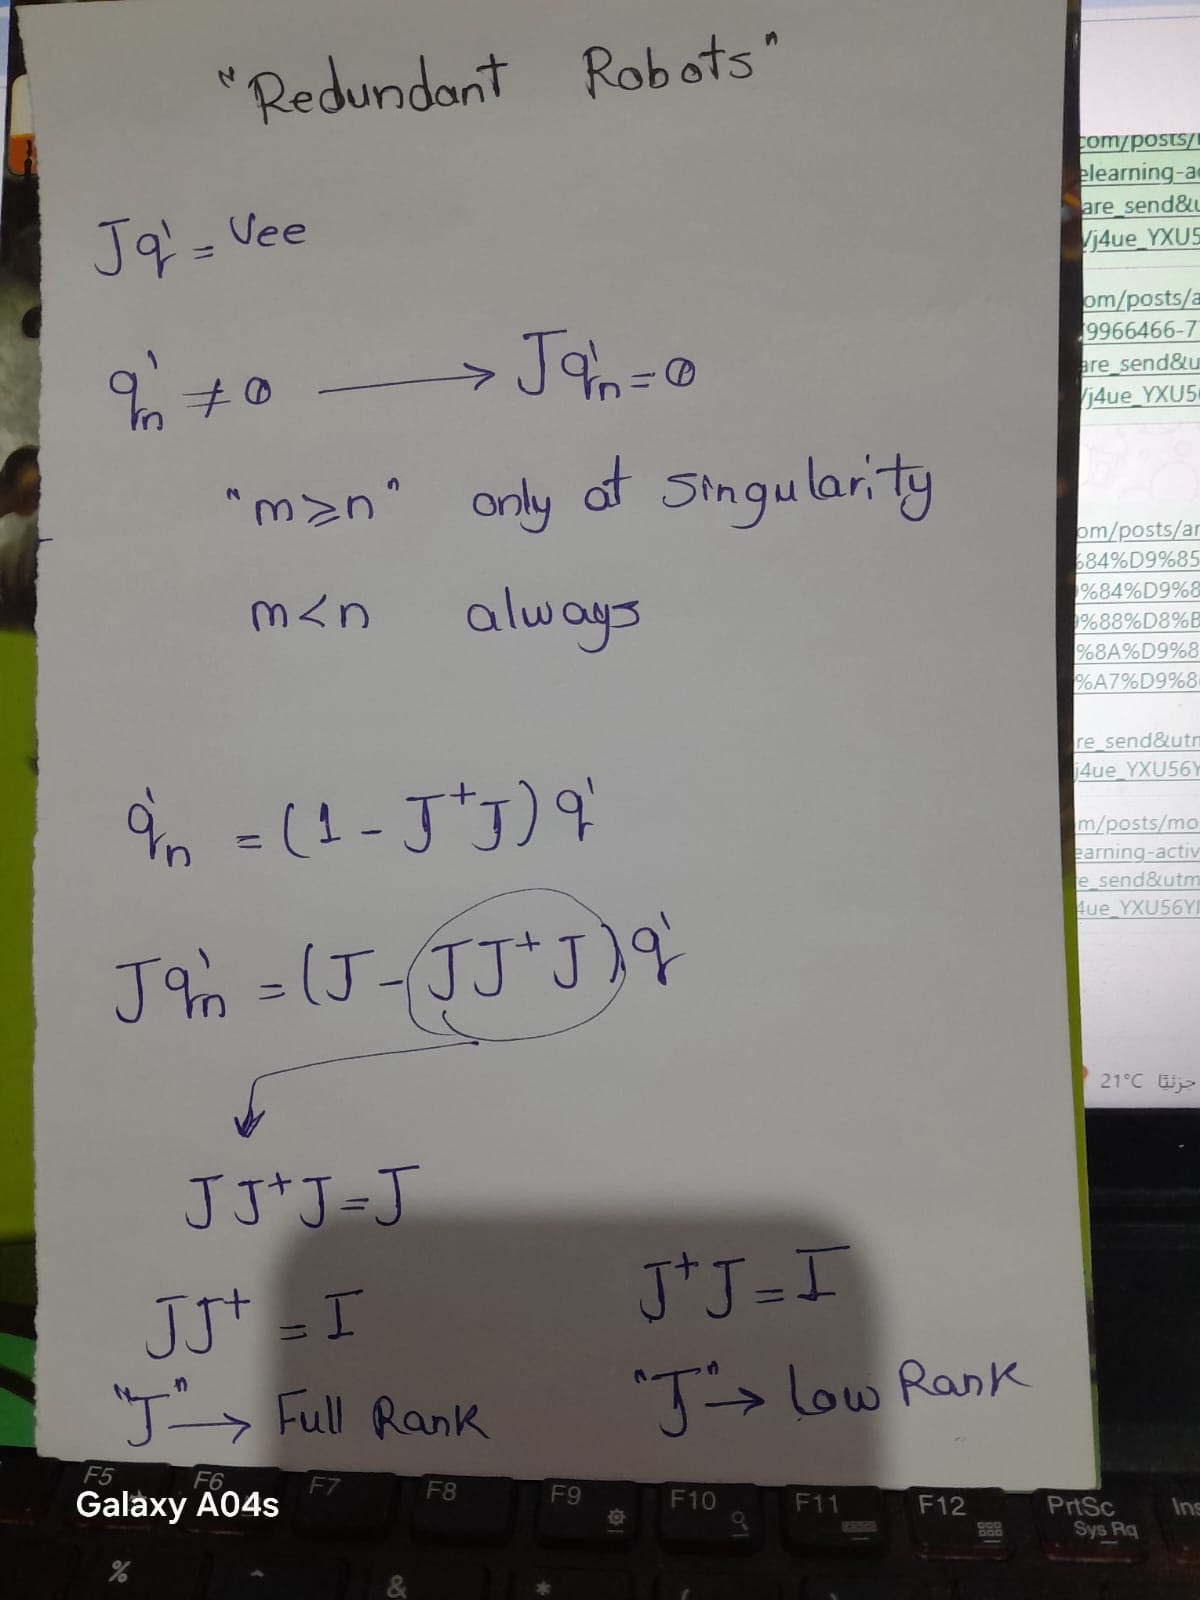 "Redundant Robots"
Jq̇ = Vee
q̇n ≠ 0 ⟶ Jq̇n = 0
"m ≥ n" only at singularity
m < n always
q̇n = (1 - J⁺J) q̇
Jq̇n = (J - JJ⁺J) q̇
JJ⁺J = J
JJ⁺ = I
"J" → Full Rank
J⁺J = I
"J" → Low Rank
com/posts/
elearning-a
are_send&u
/j4ue_YXU5
om/posts/a
9966466-7
are_send&u
/j4ue_YXU5
om/posts/ar
%84%D9%85
%84%D9%8
%88%D8%B
%8A%D9%8
%A7%D9%8
re_send&utm
j4ue_YXU56Y
m/posts/mo
earning-activ
e_send&utm
4ue_YXU56Y
21°C جزئيًا
F5 F6 F7 F8 F9 F10 F11 F12 PrtSc Ins
Sys Rq
Galaxy A04s
% ^ & *